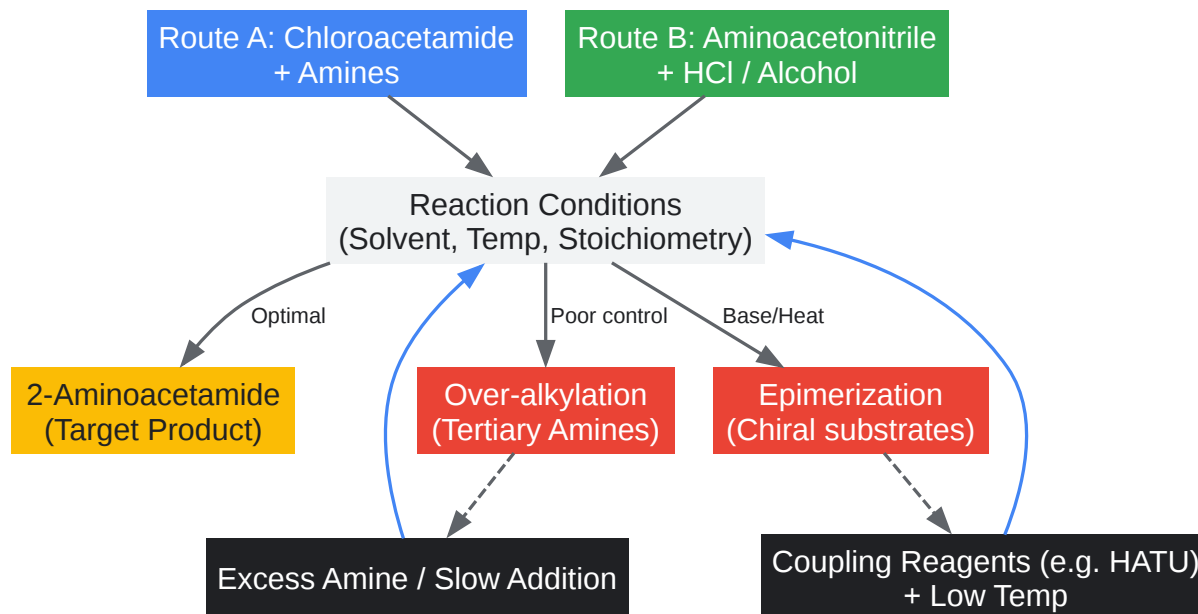 Route A: Chloroacetamide
+ Amines
Route B: Aminoacetonitrile
+ HCl / Alcohol
Reaction Conditions
(Solvent, Temp, Stoichiometry)
Optimal
Poor control
Base/Heat
2-Aminoacetamide
(Target Product)
Over-alkylation
(Tertiary Amines)
Epimerization
(Chiral substrates)
Excess Amine / Slow Addition
Coupling Reagents (e.g. HATU)
+ Low Temp